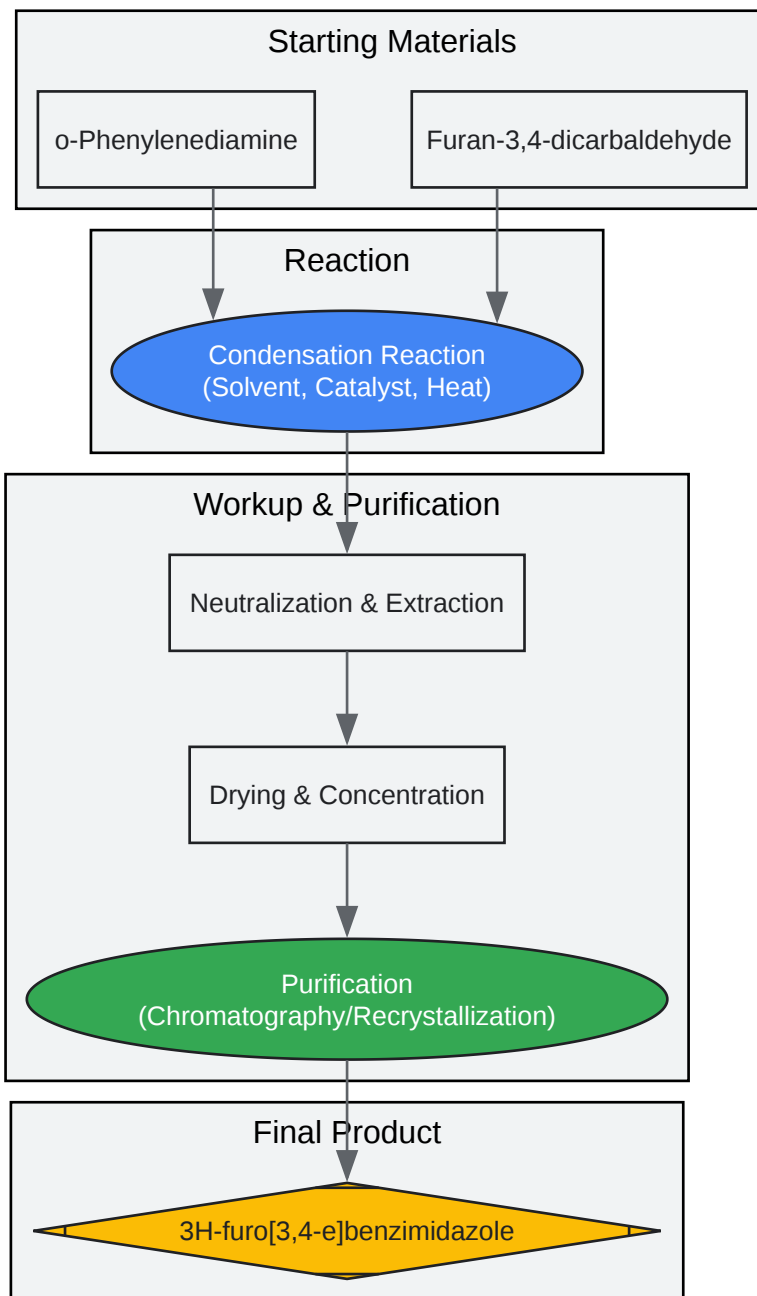 Starting Materials
o-Phenylenediamine
Furan-3,4-dicarbaldehyde
Reaction
Condensation Reaction
(Solvent, Catalyst, Heat)
Workup & Purification
Neutralization & Extraction
Drying & Concentration
Purification
(Chromatography/Recrystallization)
Final Product
3H-furo[3,4-e]benzimidazole